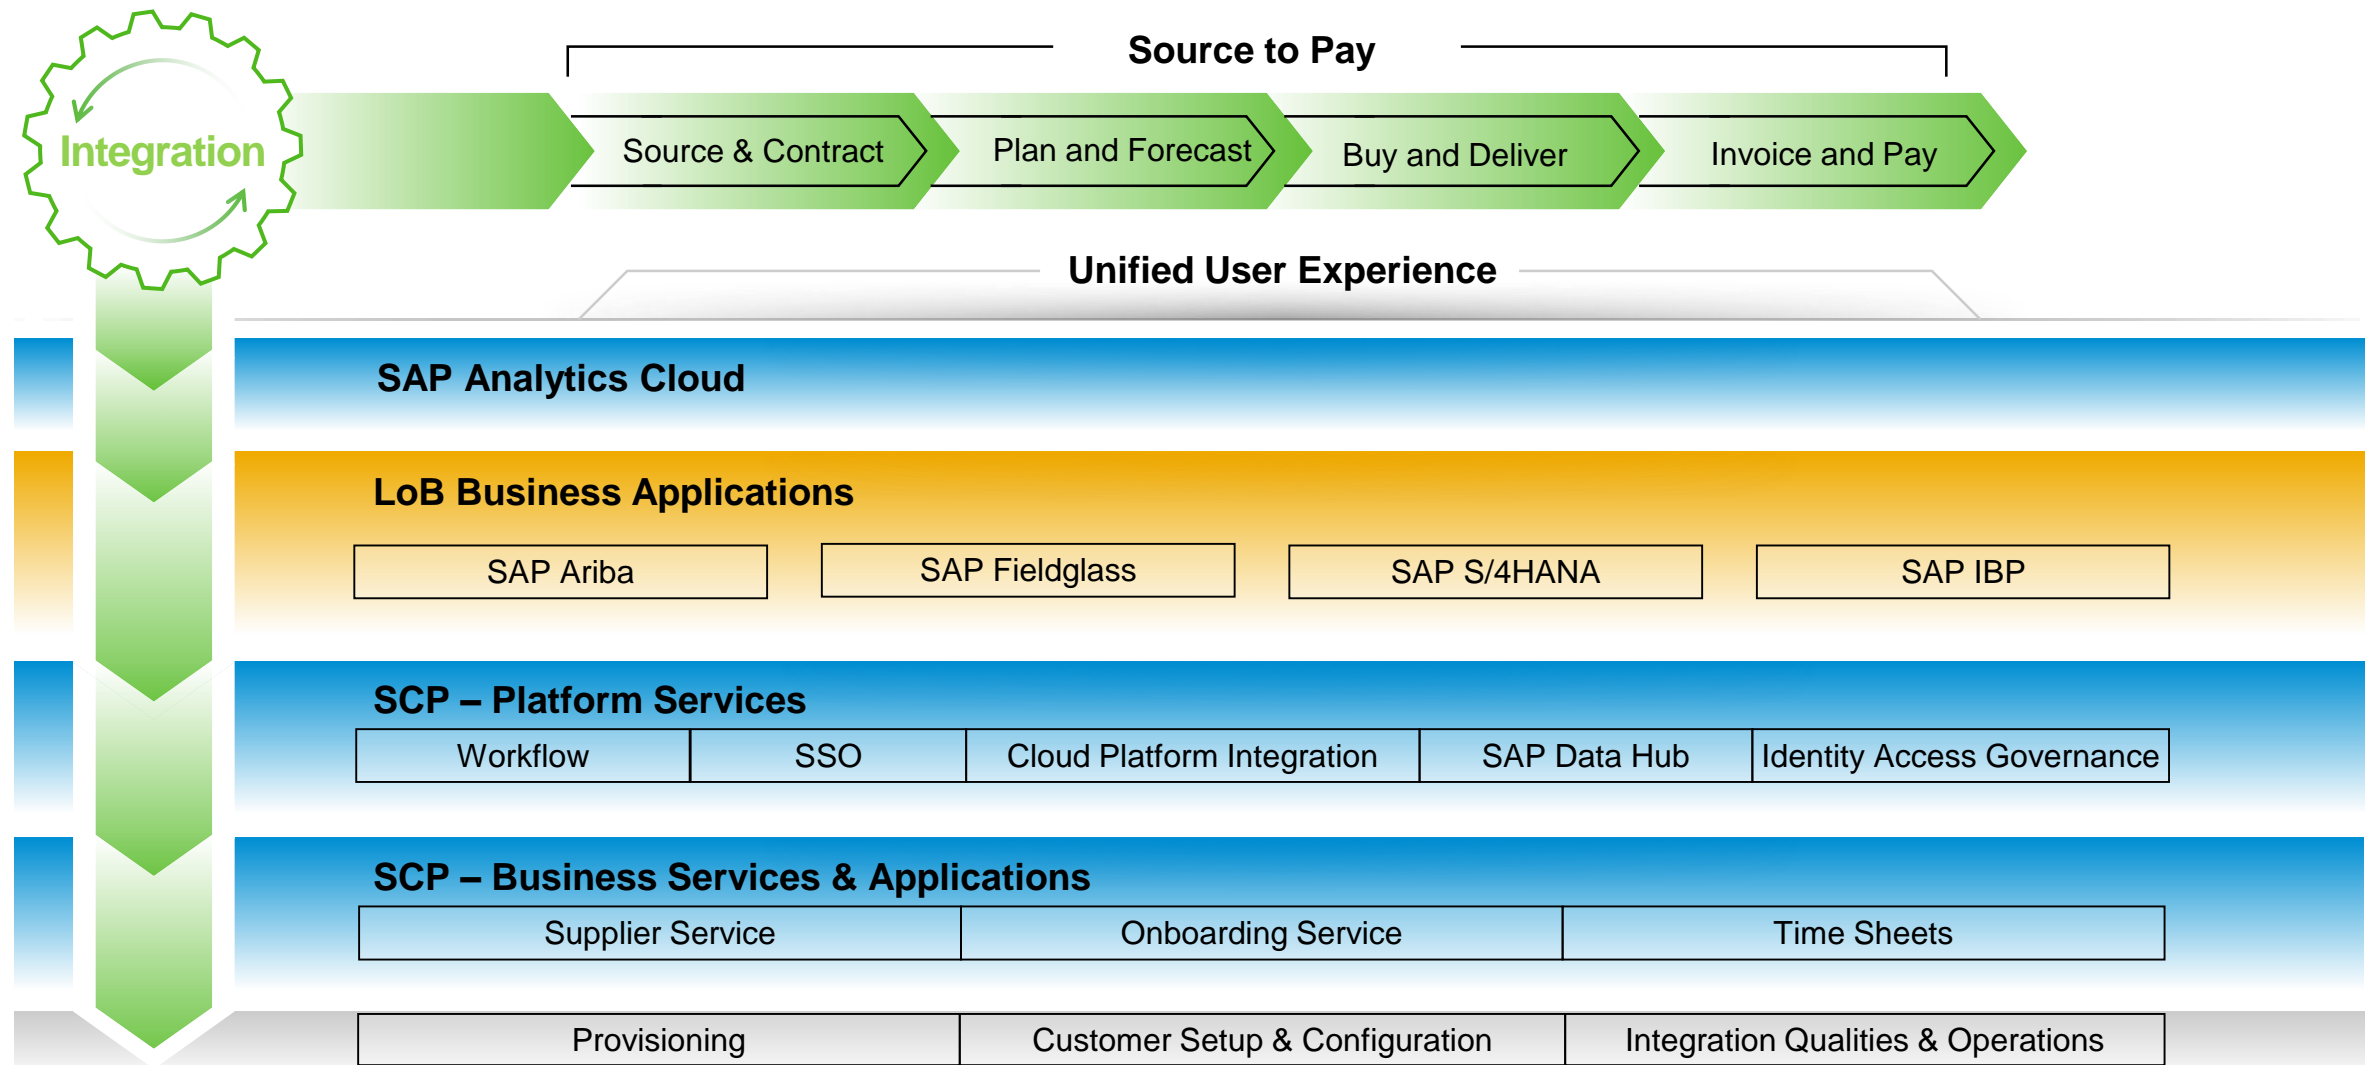 Source to Pay
Integration
Source & Contract
Plan and Forecast
Buy and Deliver
Invoice and Pay
Unified User Experience
SAP Analytics Cloud
LoB Business Applications
SAP Ariba
SAP Fieldglass
SAP S/4HANA
SAP IBP
SCP – Platform Services
Workflow
SSO
Cloud Platform Integration
SAP Data Hub
Identity Access Governance
SCP – Business Services & Applications
Supplier Service
Onboarding Service
Time Sheets
Provisioning
Customer Setup & Configuration
Integration Qualities & Operations